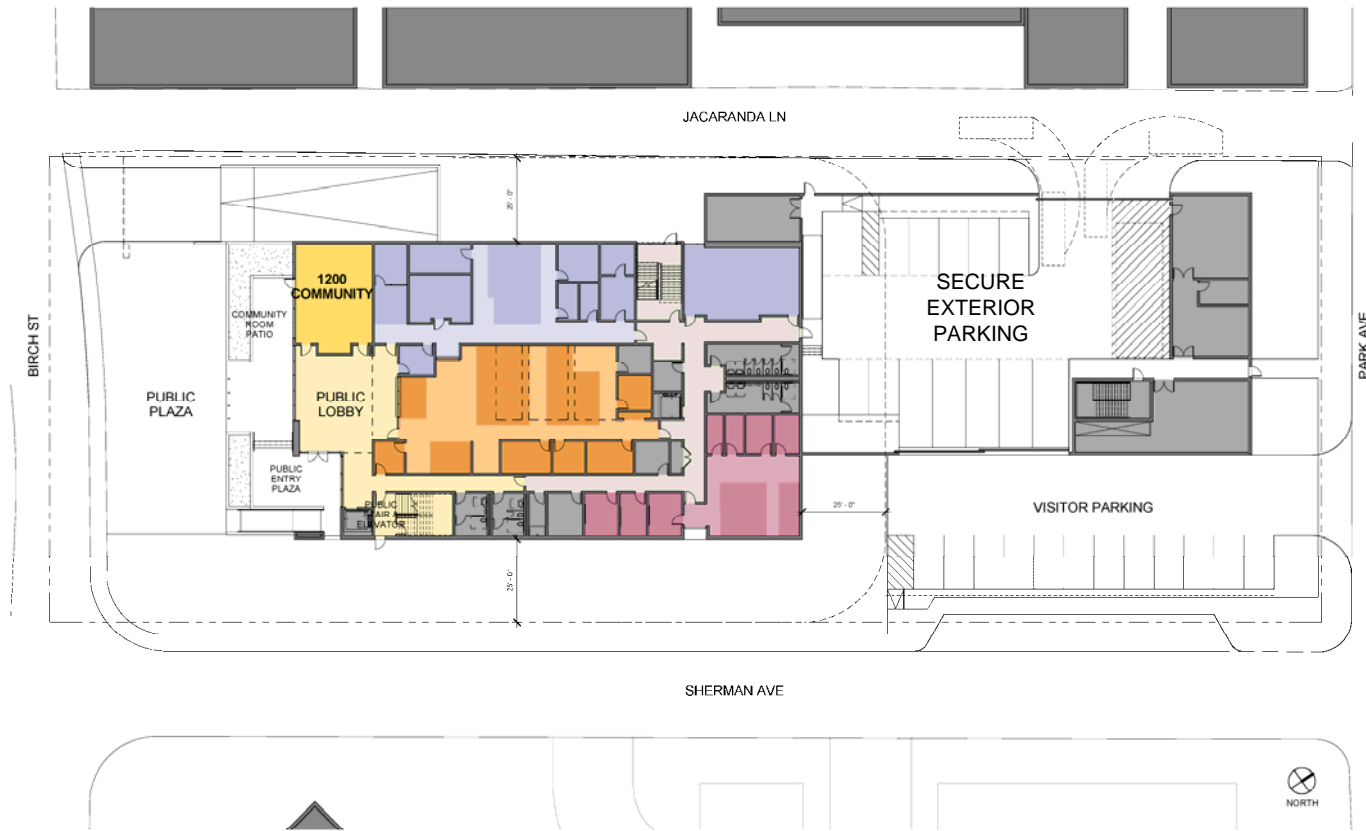 JACARANDA LN
25' - 0"
1200
COMMUNITY
SECURE
EXTERIOR
PARKING
COMMUNITY
ROOM
PATIO
BIRCH ST
PARK AVE
PUBLIC
PLAZA
PUBLIC
LOBBY
PUBLIC
ENTRY
PLAZA
PUBLIC
STAIR &
ELEVATOR
25' - 0"
VISITOR PARKING
25' - 0"
SHERMAN AVE
NORTH